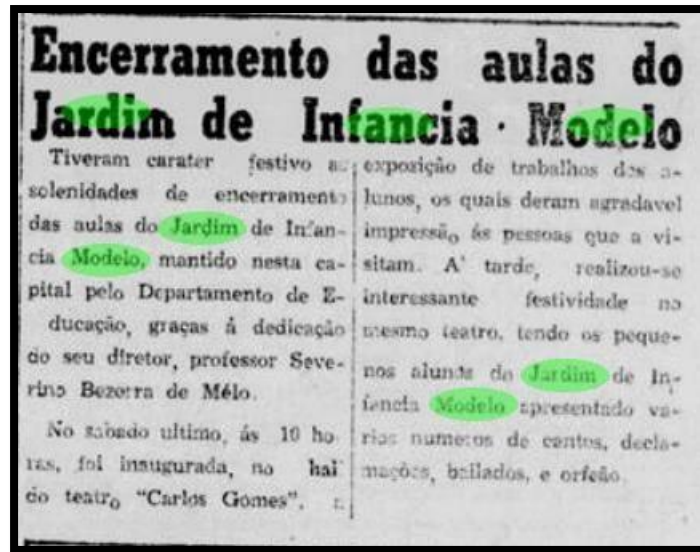 Encerramento das aulas do
Jardim de Infancia · Modelo
Tiveram carater festivo as
solenidades de encerramento
das aulas do Jardim de Infan-
cia Modelo, mantido nesta ca-
pital pelo Departamento de E-
ducação, graças á dedicação
do seu diretor, professor Seve-
rino Bezerra de Mélo.
No sabado ultimo, ás 10 ho
ras, foi inaugurada, no hal
do teatro "Carlos Gomes", a
exposição de trabalhos dos a-
lunos, os quais deram agradavel
impressão ás pessoas que a vi-
sitam. A' tarde, realizou-se
interessante festividade no
mesmo teatro, tendo os peque-
nos alunds do Jardim de In-
fancia Modelo apresentado va-
rios numeros de cantos, decla-
mações, bailados, e orfeão.